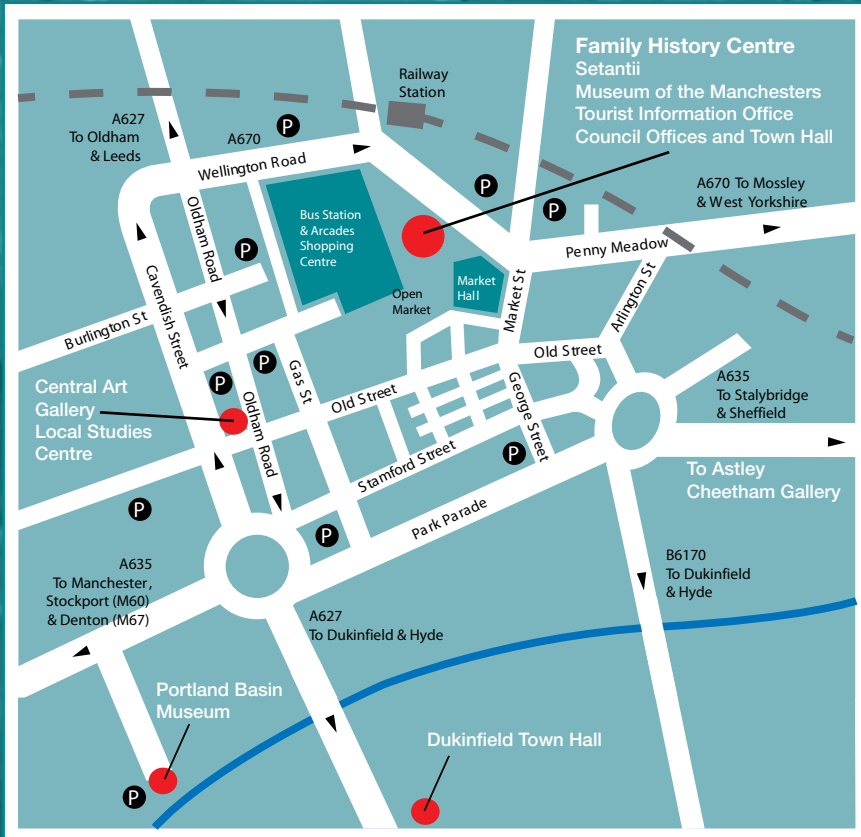 Family History Centre
Setantii
Museum of the Manchesters
Tourist Information Office
Council Offices and Town Hall
Railway
Station
A627
To Oldham
& Leeds
A670
P
Wellington Road
P
P
A670 To Mossley
& West Yorkshire
Oldham Road
Bus Station
& Arcades
Shopping
Centre
P
Penny Meadow
Cavendish Street
Open
Market
Market
Hall
Market St
Arlington St
Burlington St
P
P
Gas St
Old Street
Old Street
A635
To Stalybridge
& Sheffield
Central Art
Gallery
Local Studies
Centre
Oldham Road
George Street
Stamford Street
P
To Astley
Cheetham Gallery
P
P
Park Parade
A635
To Manchester,
Stockport (M60)
& Denton (M67)
B6170
To Dukinfield
& Hyde
A627
To Dukinfield & Hyde
Portland Basin
Museum
Dukinfield Town Hall
P